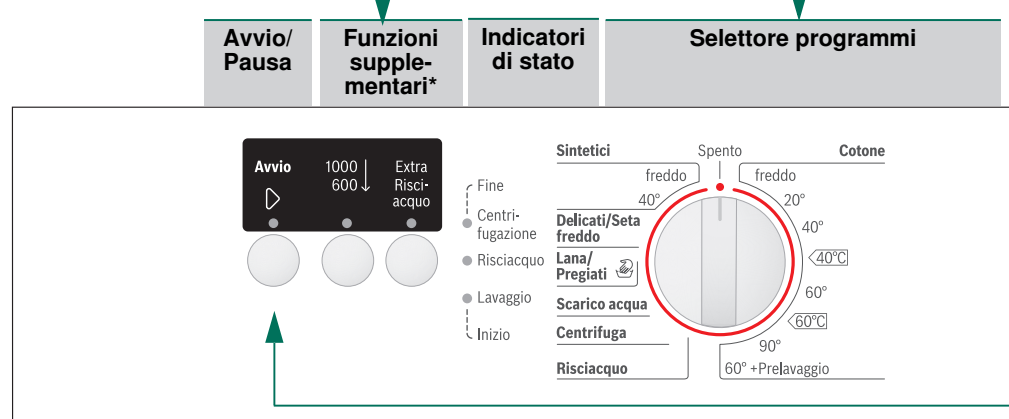 Avvio/
Pausa
Funzioni
supple-
mentari*
Indicatori
di stato
Selettore programmi
Avvio
1000
600
Extra
Risci-
acquo
Fine
Centri-
fugazione
Risciacquo
Lavaggio
Inizio
Sintetici
Spento
Cotone
freddo
40°
Delicati/Seta
freddo
Lana/
Pregiati
Scarico acqua
Centrifuga
Risciacquo
freddo
20°
40°
40°C
60°
60°C
90°
60° +Prelavaggio